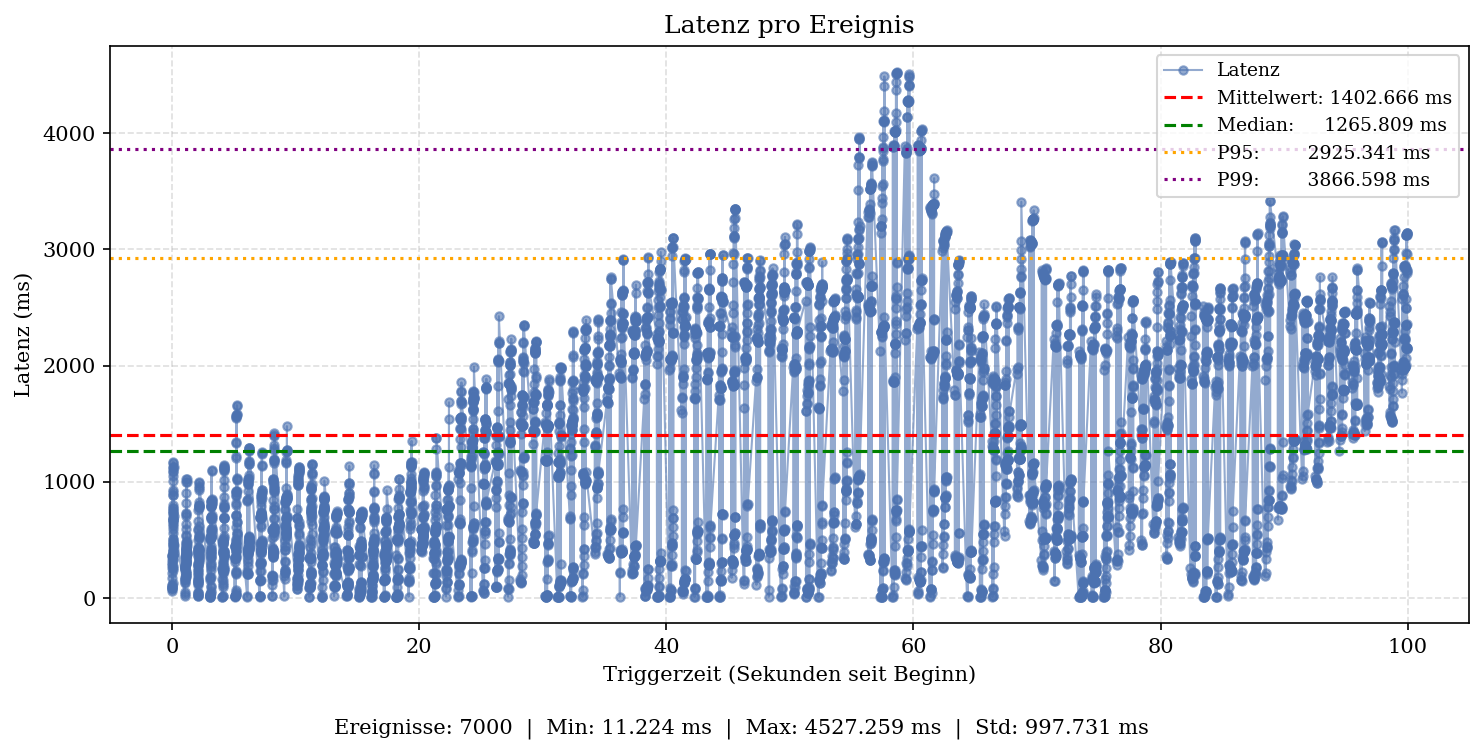 Latenz pro Ereignis
Latenz
Mittelwert: 1402.666 ms
Median: 1265.809 ms
P95: 2925.341 ms
P99: 3866.598 ms
Latenz (ms)
4000
3000
2000
1000
0
0 20 40 60 80 100
Triggerzeit (Sekunden seit Beginn)
Ereignisse: 7000 | Min: 11.224 ms | Max: 4527.259 ms | Std: 997.731 ms